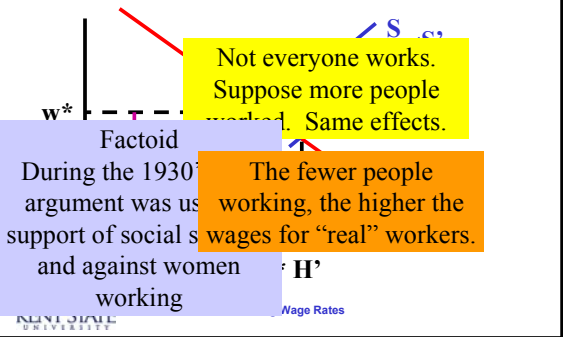 S
S'
Not everyone works.
Suppose more people
worked. Same effects.
w*
Factoid
During the 1930'
argument was us
support of social s
and against women
working
The fewer people
working, the higher the
wages for “real” workers.
* H’
Wage Rates
KENT STATE
UNIVERSITY